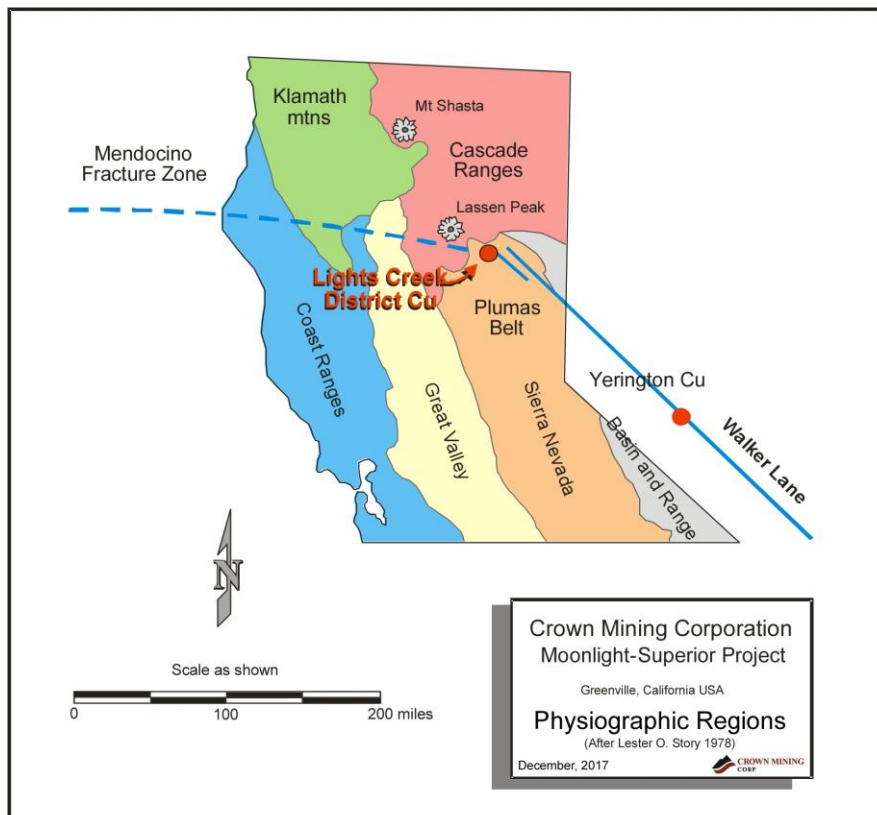 Klamath
mtns
Mt Shasta
Mendocino
Fracture Zone
Cascade
Ranges
Lassen Peak
Lights Creek
District Cu
Plumas
Belt
Coast Ranges
Great Valley
Sierra Nevada
Yerington Cu
Basin and Range
Walker Lane
N
Scale as shown
0 100 200 miles
Crown Mining Corporation
Moonlight-Superior Project
Greenville, California USA
Physiographic Regions
(After Lester O. Story 1978)
December, 2017
CROWN MINING
CORP